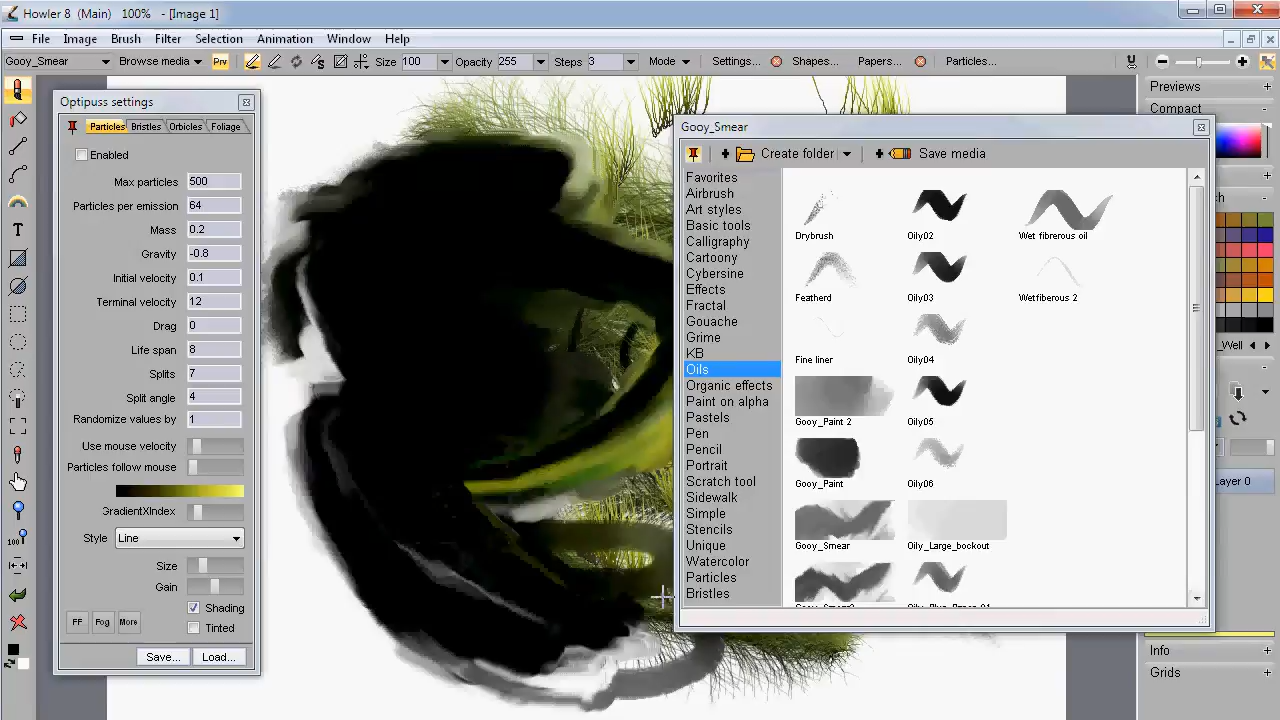 Howler 8 (Main) 100% - [Image 1]
File Image Brush Filter Selection Animation Window Help
Gooy_Smear Browse media Prv Size 100 Opacity 255 Steps 3 Mode Settings... Shapes... Papers... Particles...
Optipuss settings
Particles Bristles Orbicles Foliage
Enabled
Max particles 500
Particles per emission 64
Mass 0.2
Gravity -0.8
Initial velocity 0.1
Terminal velocity 12
Drag 0
Life span 8
Splits 7
Split angle 4
Randomize values by 1
Use mouse velocity
Particles follow mouse
GradientXIndex
Style Line
Size
Gain
Shading
FF Fog More
Tinted
Save... Load...
T
100
Gooy_Smear
Create folder Save media
Favorites
Airbrush
Art styles
Basic tools
Calligraphy
Cartoony
Cybersine
Effects
Fractal
Gouache
Grime
KB
Oils
Organic effects
Paint on alpha
Pastels
Pen
Pencil
Portrait
Scratch tool
Sidewalk
Simple
Stencils
Unique
Watercolor
Particles
Bristles
Drybrush Oily02 Wet fibrerous oil
Featherd Oily03 Wetfiberous 2
Fine liner Oily04
Gooy_Paint 2 Oily05
Gooy_Paint Oily06
Gooy_Smear Oily_Large_bockout
Previews
Compact
_Well
ayer 0
Info
Grids